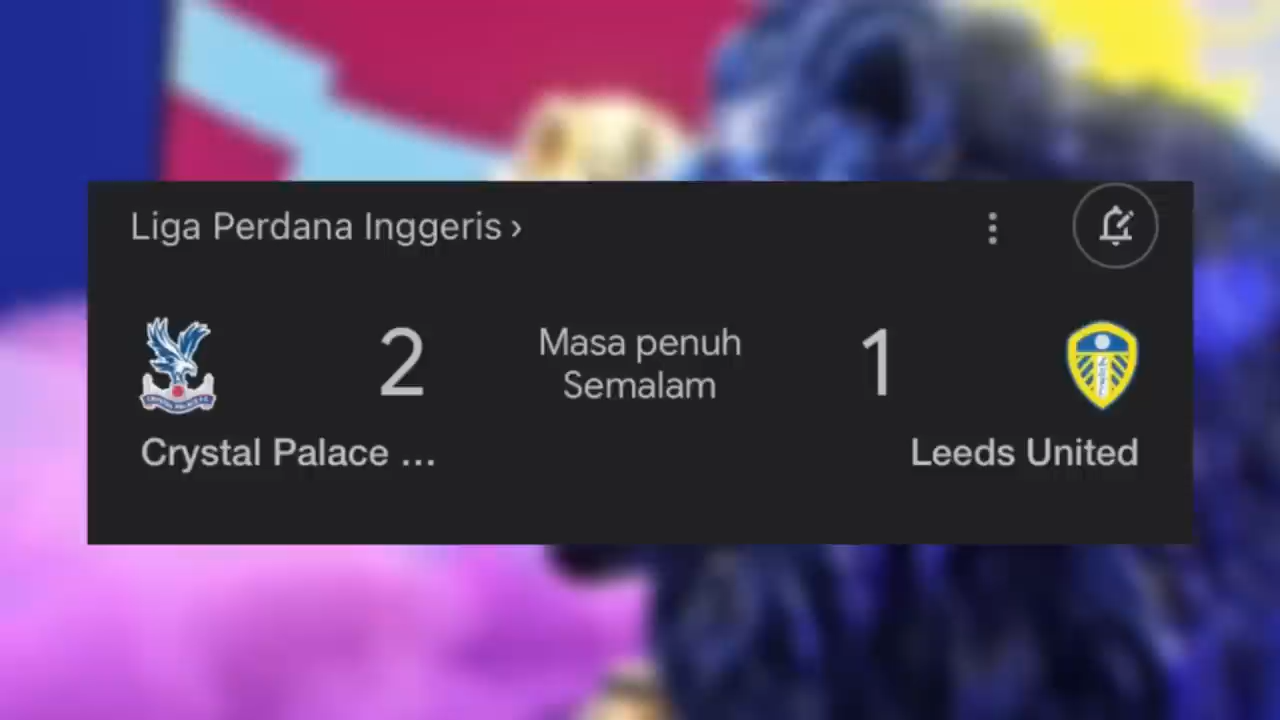 Liga Perdana Inggeris ›
2 Masa penuh 1
Semalam
Crystal Palace ... Leeds United